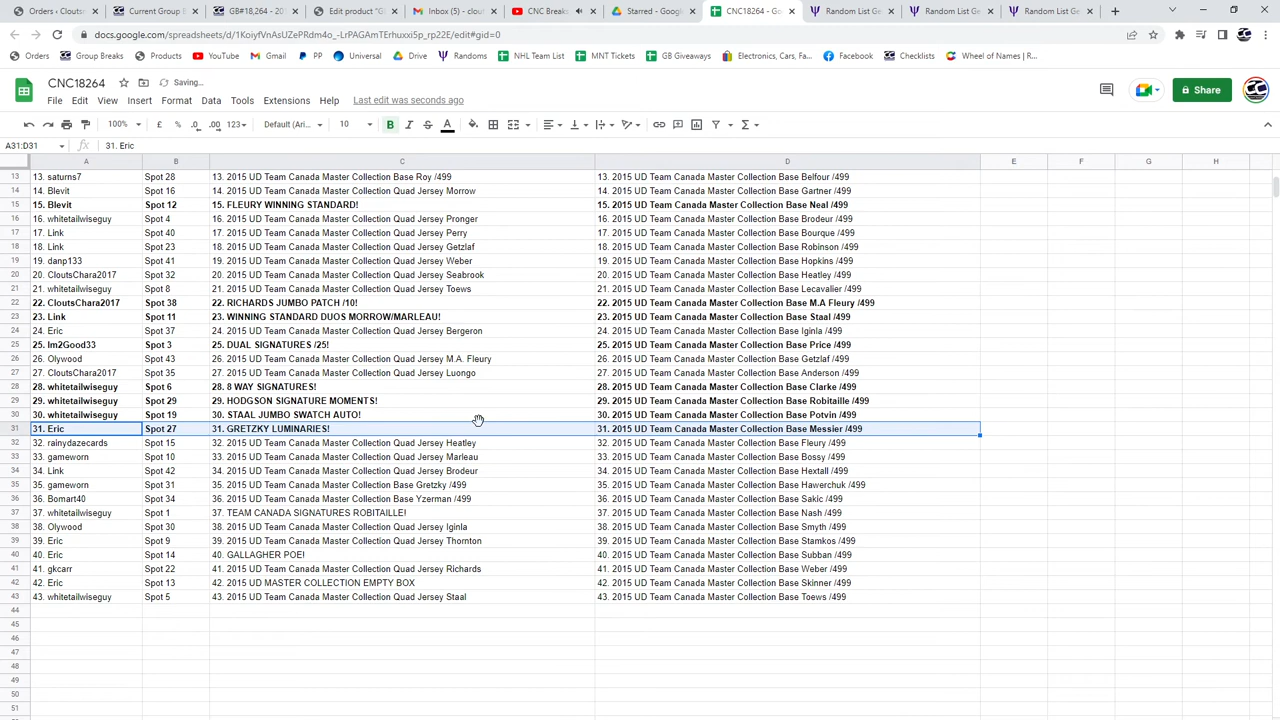 Orders ‹ Clouts‹
Current Group
GB#18,264 - 201
Edit product "G
Inbox (5) - clout
CNC Breaks
Starred - Google
CNC18264 - Go
Random List Ge
Random List Ge
Random List Ge
docs.google.com/spreadsheets/d/1KoiyfVnAsUZePRdm4o_-LrPAGAmTErhuxxi5p_rp22E/edit#gid=0
Orders
Group Breaks
Products
YouTube
Gmail
PP
Universal
Drive
Randoms
NHL Team List
MNT Tickets
GB Giveaways
Electronics, Cars, Fa...
Facebook
Checklists
Wheel of Names | R...
CNC18264
Saving...
File Edit View Insert Format Data Tools Extensions Help Last edit was seconds ago
Share
100% £ % .0 .00 123 Default (Ari... 10 B I S A
A31:D31 fx 31. Eric
A B C D E F G H
13 13. saturns7 Spot 28 13. 2015 UD Team Canada Master Collection Base Roy /499 13. 2015 UD Team Canada Master Collection Base Belfour /499
14 14. Blevit Spot 16 14. 2015 UD Team Canada Master Collection Quad Jersey Morrow 14. 2015 UD Team Canada Master Collection Base Gartner /499
15 15. Blevit Spot 12 15. FLEURY WINNING STANDARD! 15. 2015 UD Team Canada Master Collection Base Neal /499
16 16. whitetailwiseguy Spot 4 16. 2015 UD Team Canada Master Collection Quad Jersey Pronger 16. 2015 UD Team Canada Master Collection Base Brodeur /499
17 17. Link Spot 40 17. 2015 UD Team Canada Master Collection Quad Jersey Perry 17. 2015 UD Team Canada Master Collection Base Bourque /499
18 18. Link Spot 23 18. 2015 UD Team Canada Master Collection Quad Jersey Getzlaf 18. 2015 UD Team Canada Master Collection Base Robinson /499
19 19. danp133 Spot 41 19. 2015 UD Team Canada Master Collection Quad Jersey Weber 19. 2015 UD Team Canada Master Collection Base Hopkins /499
20 20. CloutsChara2017 Spot 32 20. 2015 UD Team Canada Master Collection Quad Jersey Seabrook 20. 2015 UD Team Canada Master Collection Base Heatley /499
21 21. whitetailwiseguy Spot 8 21. 2015 UD Team Canada Master Collection Quad Jersey Toews 21. 2015 UD Team Canada Master Collection Base Lecavalier /499
22 22. CloutsChara2017 Spot 38 22. RICHARDS JUMBO PATCH /10! 22. 2015 UD Team Canada Master Collection Base M.A Fleury /499
23 23. Link Spot 11 23. WINNING STANDARD DUOS MORROW/MARLEAU! 23. 2015 UD Team Canada Master Collection Base Staal /499
24 24. Eric Spot 37 24. 2015 UD Team Canada Master Collection Quad Jersey Bergeron 24. 2015 UD Team Canada Master Collection Base Iginla /499
25 25. Im2Good33 Spot 3 25. DUAL SIGNATURES /25! 25. 2015 UD Team Canada Master Collection Base Price /499
26 26. Olywood Spot 43 26. 2015 UD Team Canada Master Collection Quad Jersey M.A. Fleury 26. 2015 UD Team Canada Master Collection Base Getzlaf /499
27 27. CloutsChara2017 Spot 35 27. 2015 UD Team Canada Master Collection Quad Jersey Luongo 27. 2015 UD Team Canada Master Collection Base Anderson /499
28 28. whitetailwiseguy Spot 6 28. 8 WAY SIGNATURES! 28. 2015 UD Team Canada Master Collection Base Clarke /499
29 29. whitetailwiseguy Spot 29 29. HODGSON SIGNATURE MOMENTS! 29. 2015 UD Team Canada Master Collection Base Robitaille /499
30 30. whitetailwiseguy Spot 19 30. STAAL JUMBO SWATCH AUTO! 30. 2015 UD Team Canada Master Collection Base Potvin /499
31 31. Eric Spot 27 31. GRETZKY LUMINARIES! 31. 2015 UD Team Canada Master Collection Base Messier /499
32 32. rainydazecards Spot 15 32. 2015 UD Team Canada Master Collection Quad Jersey Heatley 32. 2015 UD Team Canada Master Collection Base Fleury /499
33 33. gameworn Spot 10 33. 2015 UD Team Canada Master Collection Quad Jersey Marleau 33. 2015 UD Team Canada Master Collection Base Bossy /499
34 34. Link Spot 42 34. 2015 UD Team Canada Master Collection Quad Jersey Brodeur 34. 2015 UD Team Canada Master Collection Base Hextall /499
35 35. gameworn Spot 31 35. 2015 UD Team Canada Master Collection Base Gretzky /499 35. 2015 UD Team Canada Master Collection Base Hawerchuk /499
36 36. Bomart40 Spot 34 36. 2015 UD Team Canada Master Collection Base Yzerman /499 36. 2015 UD Team Canada Master Collection Base Sakic /499
37 37. whitetailwiseguy Spot 1 37. TEAM CANADA SIGNATURES ROBITAILLE! 37. 2015 UD Team Canada Master Collection Base Nash /499
38 38. Olywood Spot 30 38. 2015 UD Team Canada Master Collection Quad Jersey Iginla 38. 2015 UD Team Canada Master Collection Base Smyth /499
39 39. Eric Spot 9 39. 2015 UD Team Canada Master Collection Quad Jersey Thornton 39. 2015 UD Team Canada Master Collection Base Stamkos /499
40 40. Eric Spot 14 40. GALLAGHER POE! 40. 2015 UD Team Canada Master Collection Base Subban /499
41 41. gkcarr Spot 22 41. 2015 UD Team Canada Master Collection Quad Jersey Richards 41. 2015 UD Team Canada Master Collection Base Weber /499
42 42. Eric Spot 13 42. 2015 UD MASTER COLLECTION EMPTY BOX 42. 2015 UD Team Canada Master Collection Base Skinner /499
43 43. whitetailwiseguy Spot 5 43. 2015 UD Team Canada Master Collection Quad Jersey Staal 43. 2015 UD Team Canada Master Collection Base Toews /499
44
45
46
47
48
49
50
51